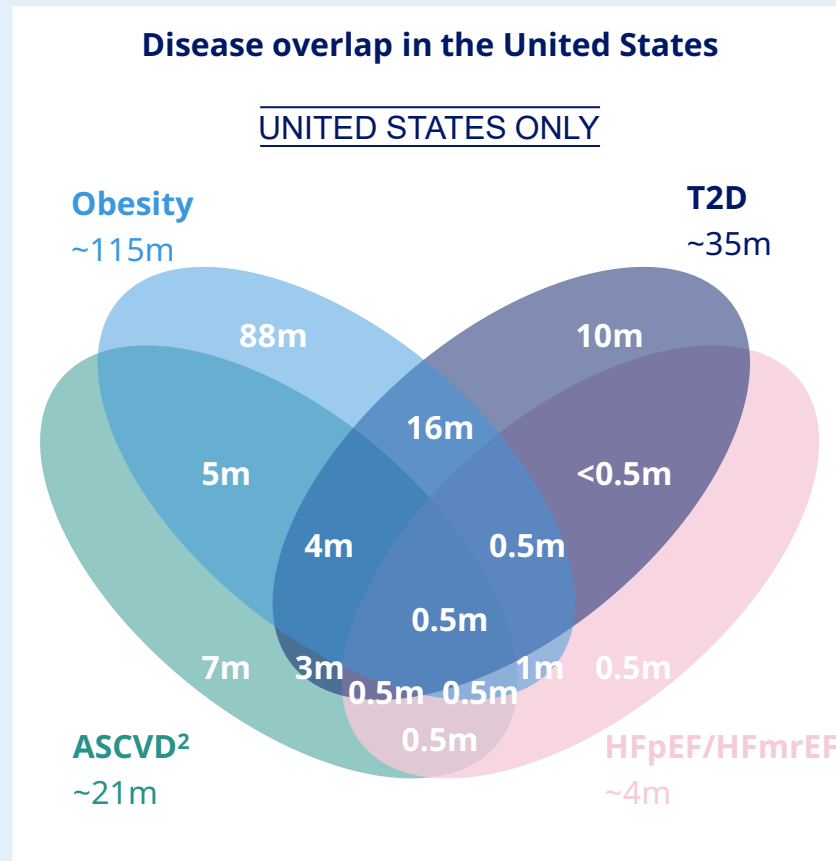 Disease overlap in the United States
UNITED STATES ONLY
Obesity
~115m
T2D
~35m
88m
10m
16m
5m
<0.5m
4m
0.5m
0.5m
7m
3m
1m
0.5m
0.5m
0.5m
0.5m
ASCVD²
~21m
HFpEF/HFmrEF
~4m